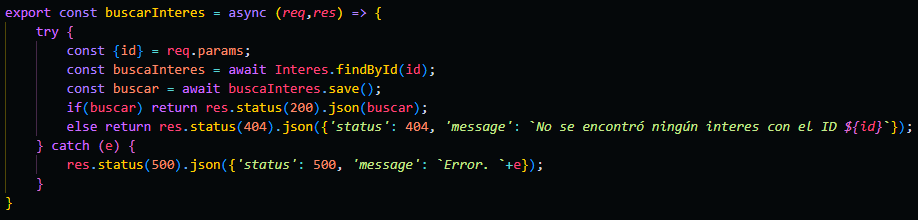 export const buscarInteres = async (req,res) => {
    try {
        const {id} = req.params;
        const buscaInteres = await Interes.findById(id);
        const buscar = await buscaInteres.save();
        if(buscar) return res.status(200).json(buscar);
        else return res.status(404).json({'status': 404, 'message': `No se encontró ningún interes con el ID ${id}`});
    } catch (e) {
        res.status(500).json({'status': 500, 'message': `Error. `+e});
    }
}